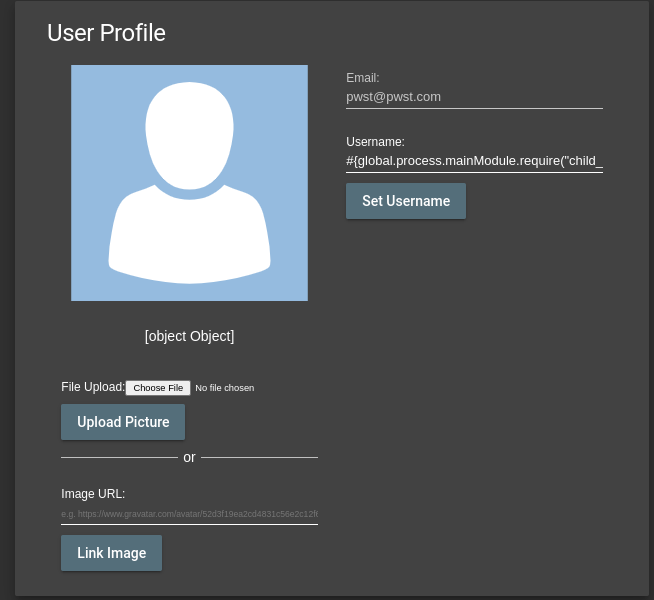 User Profile
Email:
pwst@pwst.com
Username:
#{global.process.mainModule.require("child_
Set Username
[object Object]
File Upload: Choose File No file chosen
Upload Picture
or
Image URL:
e.g. https://www.gravatar.com/avatar/52d3f19ea2cd4831c56e2c12f6
Link Image